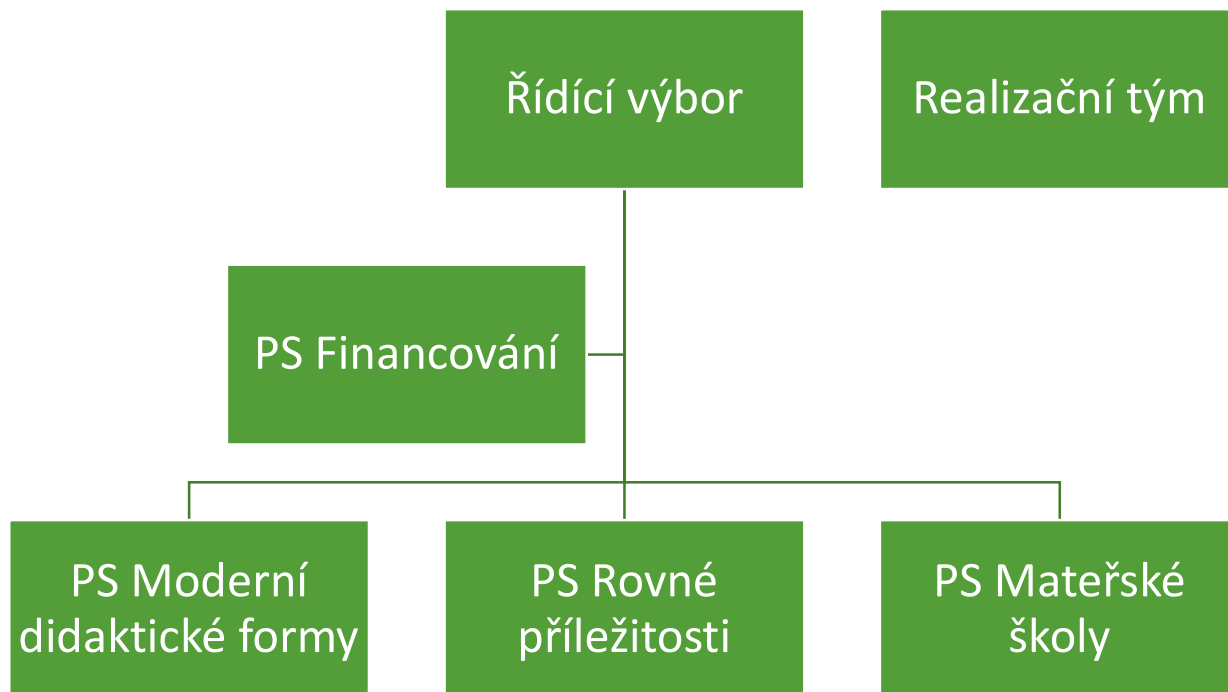 Řídící výbor
Realizační tým
PS Financování
PS Moderní
didaktické formy
PS Rovné
příležitosti
PS Mateřské
školy